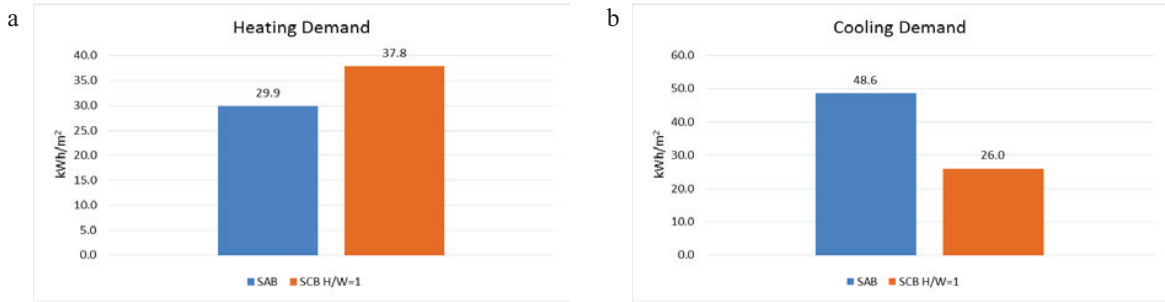 a
Heating Demand
40.0
35.0
30.0
25.0
20.0
15.0
10.0
5.0
0.0
kWh/m²
29.9
37.8
SAB SCB H/W=1
b
Cooling Demand
60.0
50.0
40.0
30.0
20.0
10.0
0.0
kWh/m²
48.6
26.0
SAB SCB H/W=1